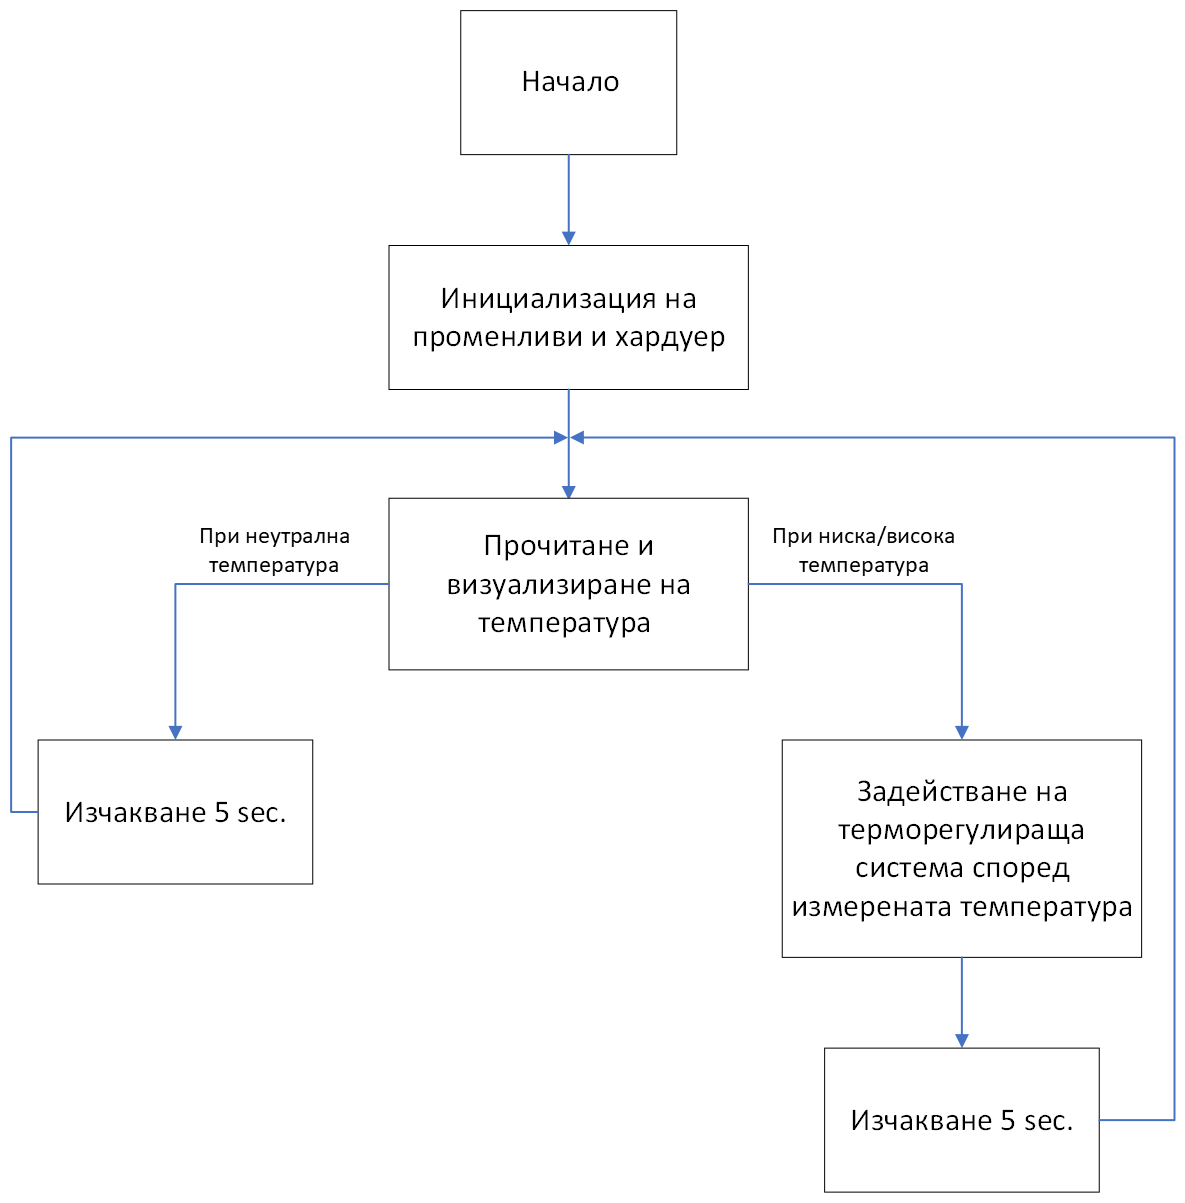 Начало
Инициализация на
променливи и хардуер
При неутрална
температура
Прочитане и
визуализиране на
температура
При ниска/висока
температура
Изчакване 5 sec.
Задействане на
терморегулираща
система според
измерената температура
Изчакване 5 sec.